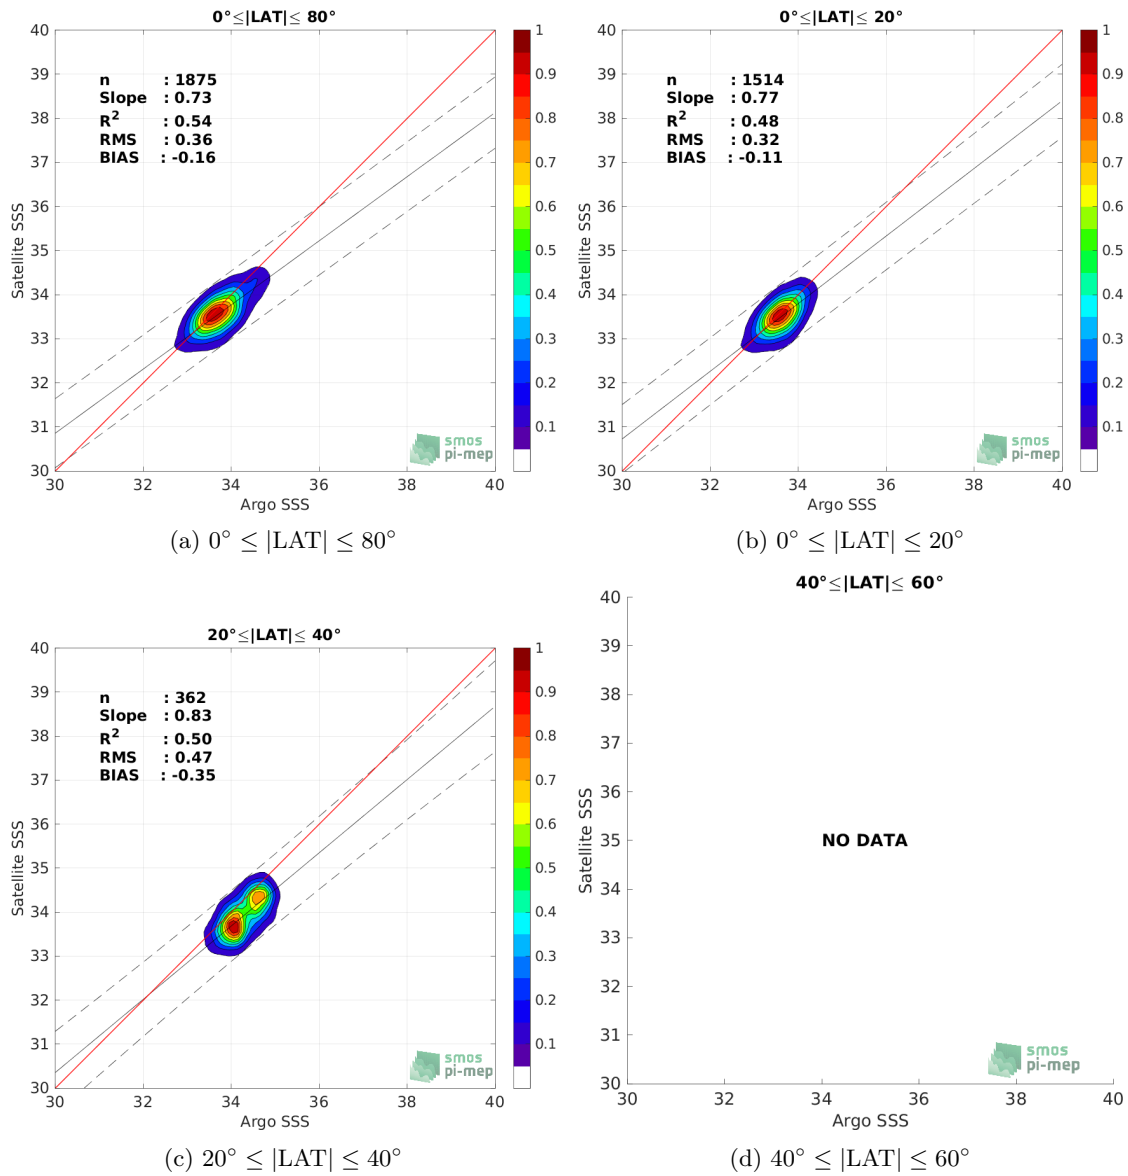 0°≤|LAT|≤ 80°
40
39
38
37
36
35
34
33
32
31
30
n : 1875
Slope : 0.73
R² : 0.54
RMS : 0.36
BIAS : -0.16
Satellite SSS
30 32 34 36 38 40
Argo SSS
smos
pi-mep
1
0.9
0.8
0.7
0.6
0.5
0.4
0.3
0.2
0.1
(a) 0° ≤ |LAT| ≤ 80°
0°≤|LAT|≤ 20°
40
39
38
37
36
35
34
33
32
31
30
n : 1514
Slope : 0.77
R² : 0.48
RMS : 0.32
BIAS : -0.11
Satellite SSS
30 32 34 36 38 40
Argo SSS
smos
pi-mep
1
0.9
0.8
0.7
0.6
0.5
0.4
0.3
0.2
0.1
(b) 0° ≤ |LAT| ≤ 20°
20°≤|LAT|≤ 40°
40
39
38
37
36
35
34
33
32
31
30
n : 362
Slope : 0.83
R² : 0.50
RMS : 0.47
BIAS : -0.35
Satellite SSS
30 32 34 36 38 40
Argo SSS
smos
pi-mep
1
0.9
0.8
0.7
0.6
0.5
0.4
0.3
0.2
0.1
(c) 20° ≤ |LAT| ≤ 40°
40°≤|LAT|≤ 60°
40
39
38
37
36
35
34
33
32
31
30
NO DATA
Satellite SSS
30 32 34 36 38 40
Argo SSS
smos
pi-mep
(d) 40° ≤ |LAT| ≤ 60°